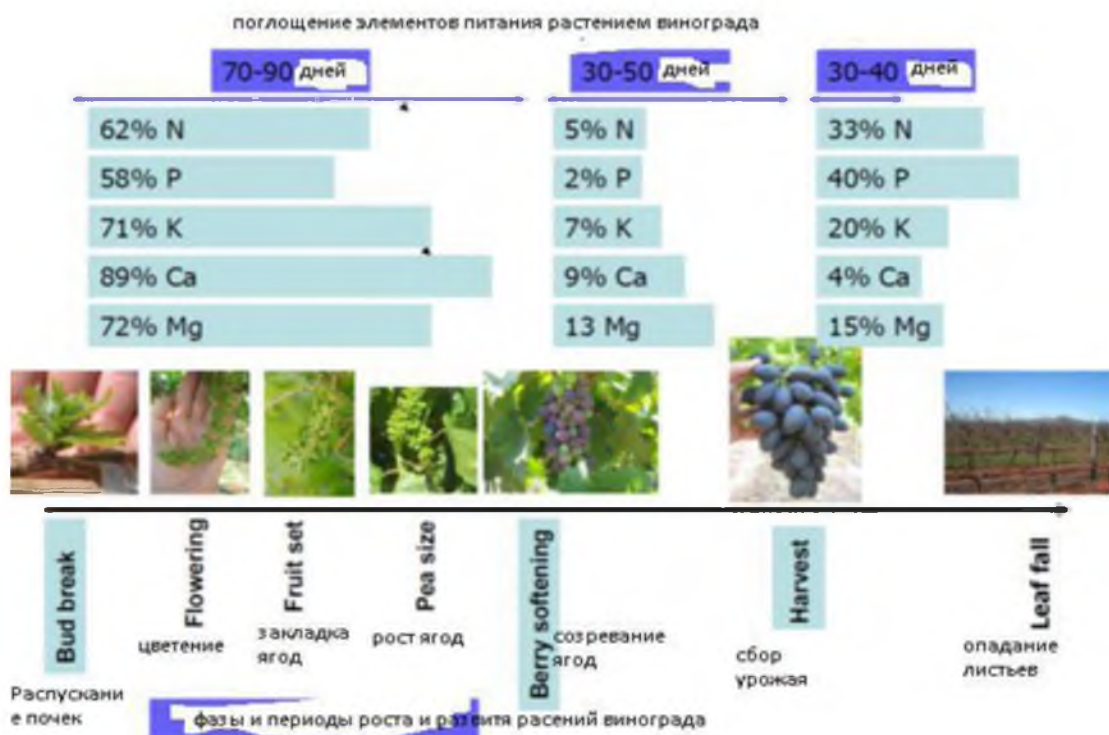 поглощение элементов питания растением винограда
70-90 дней
30-50 дней
30-40 дней
62% N
5% N
33% N
58% P
2% P
40% P
71% K
7% K
20% K
89% Ca
9% Ca
4% Ca
72% Mg
13 Mg
15% Mg
Bud break
Flowering
Fruit set
Pea size
Berry softening
Harvest
Leaf fall
Распускани
е почек
цветение
закладка
ягод
рост ягод
созревание
ягод
сбор
урожая
опадание
листьев
фазы и периоды роста и развитя расений винограда